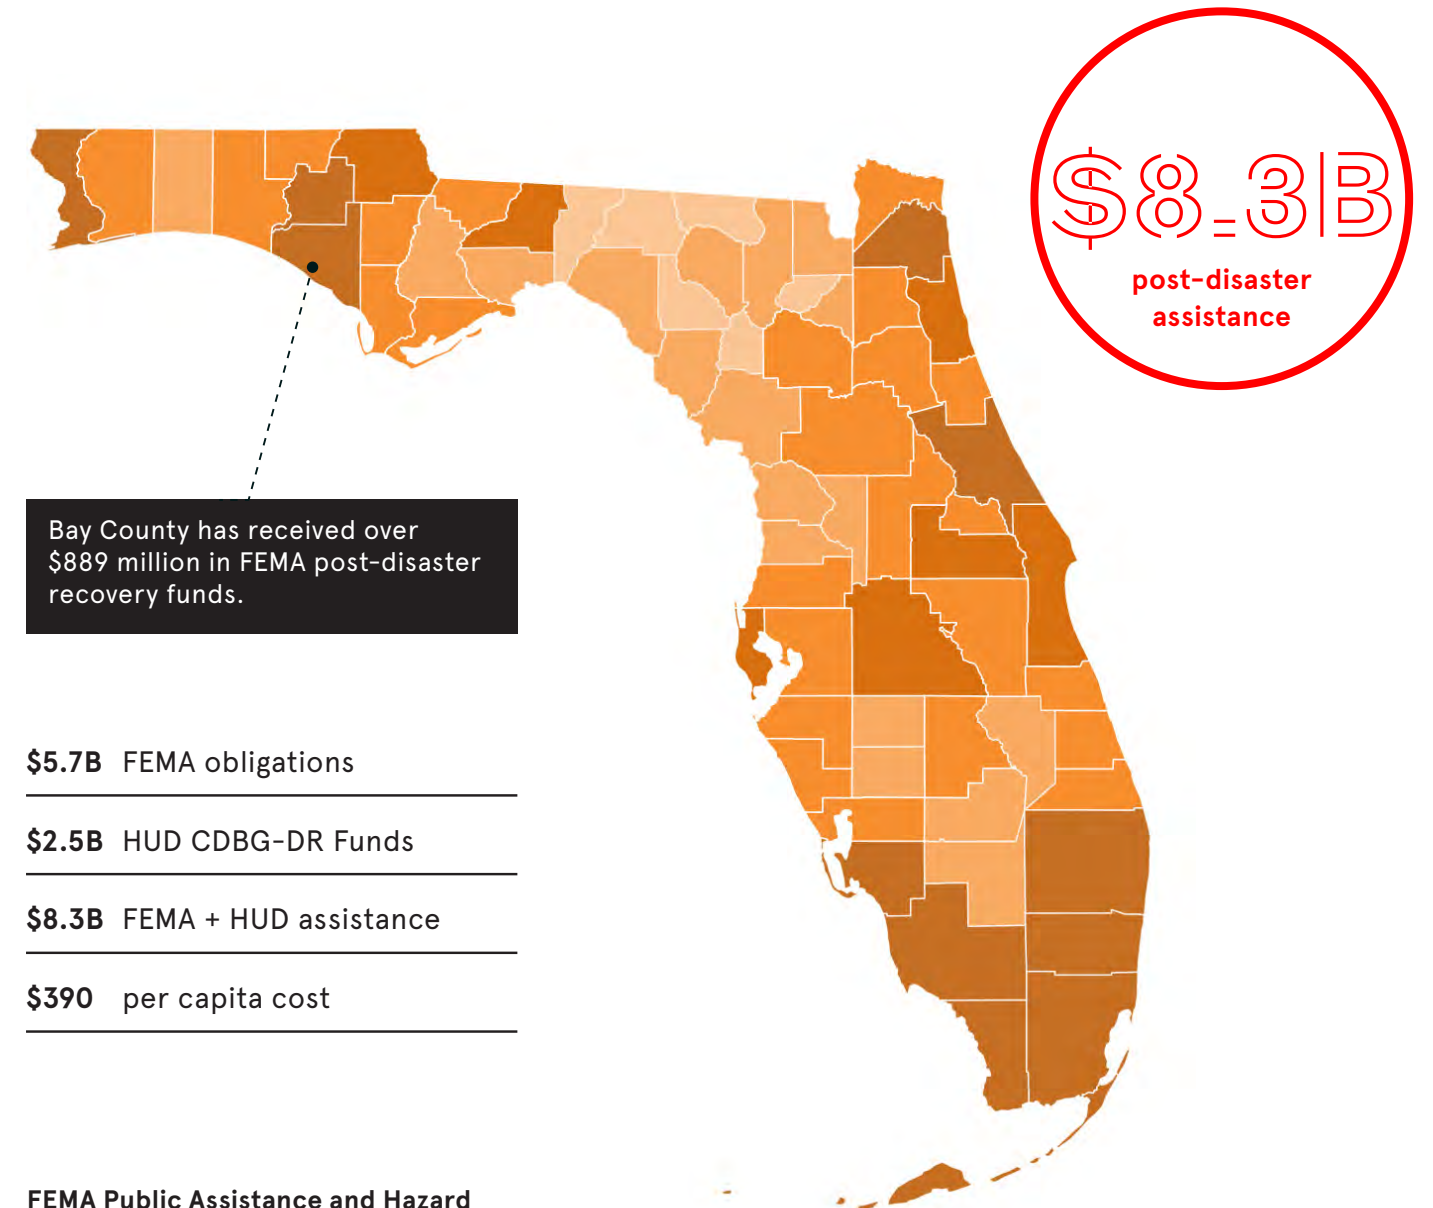 $8.3B
post-disaster
assistance
Bay County has received over
$889 million in FEMA post-disaster
recovery funds.
$5.7B FEMA obligations
$2.5B HUD CDBG-DR Funds
$8.3B FEMA + HUD assistance
$390 per capita cost
FEMA Public Assistance and Hazard